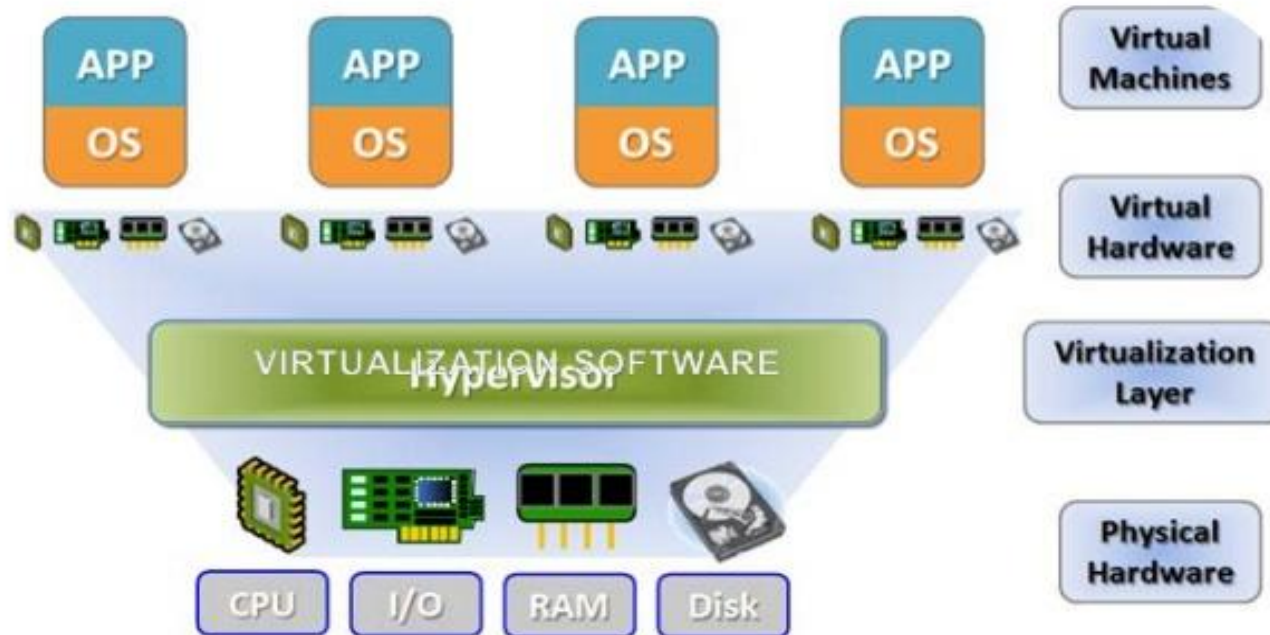 APP APP APP APP
Virtual
Machines
OS OS OS OS
Virtual
Hardware
VIRTUALIZATION SOFTWARE
HyperVisor
Virtualization
Layer
Physical
Hardware
CPU I/O RAM Disk